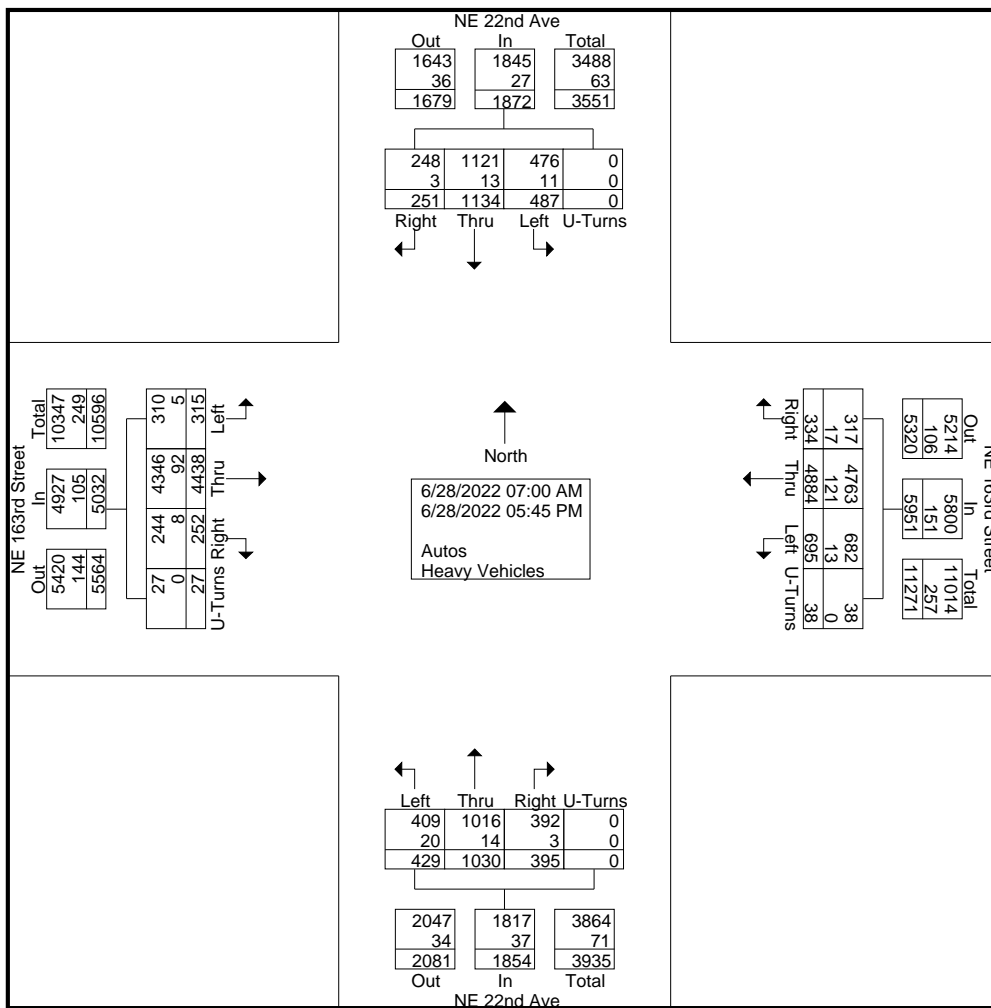 NE 22nd Ave
Out In Total
1643 1845 3488
36 27 63
1679 1872 3551
248 1121 476 0
3 13 11 0
251 1134 487 0
Right Thru Left U-Turns
NE 163rd Street
Total In Out
10347 4927 5420
249 105 144
10596 5032 5564
310 4346 244 27
5 92 8 0
315 4438 252 27
Left Thru Right U-Turns
North
6/28/2022 07:00 AM
6/28/2022 05:45 PM
Autos
Heavy Vehicles
Right Thru Left U-Turns
317 4763 682 38
17 121 13 0
334 4884 695 38
Out In Total
5214 5800 11014
106 151 257
5320 5951 11271
NE 163rd Street
Left Thru Right U-Turns
409 1016 392 0
20 14 3 0
429 1030 395 0
2047 1817 3864
34 37 71
2081 1854 3935
Out In Total
NE 22nd Ave